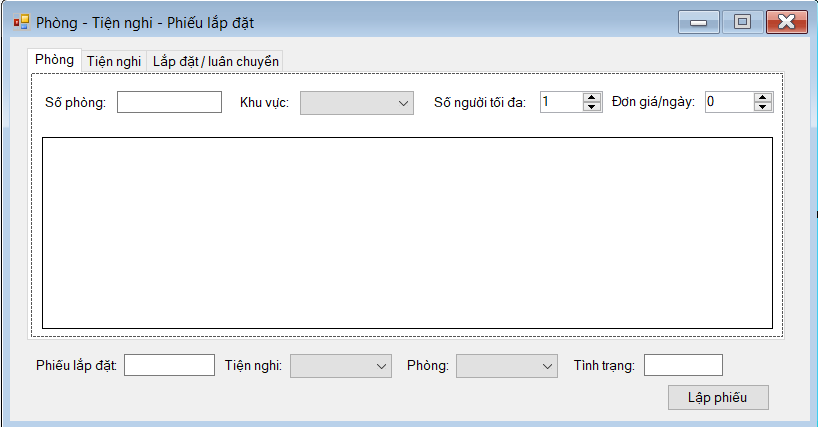 Phòng - Tiện nghi - Phiếu lắp đặt
Phòng Tiện nghi Lắp đặt / luân chuyển
Số phòng: Khu vực: Số người tối đa: 1 Đơn giá/ngày: 0
Phiếu lắp đặt: Tiện nghi: Phòng: Tình trạng:
Lập phiếu